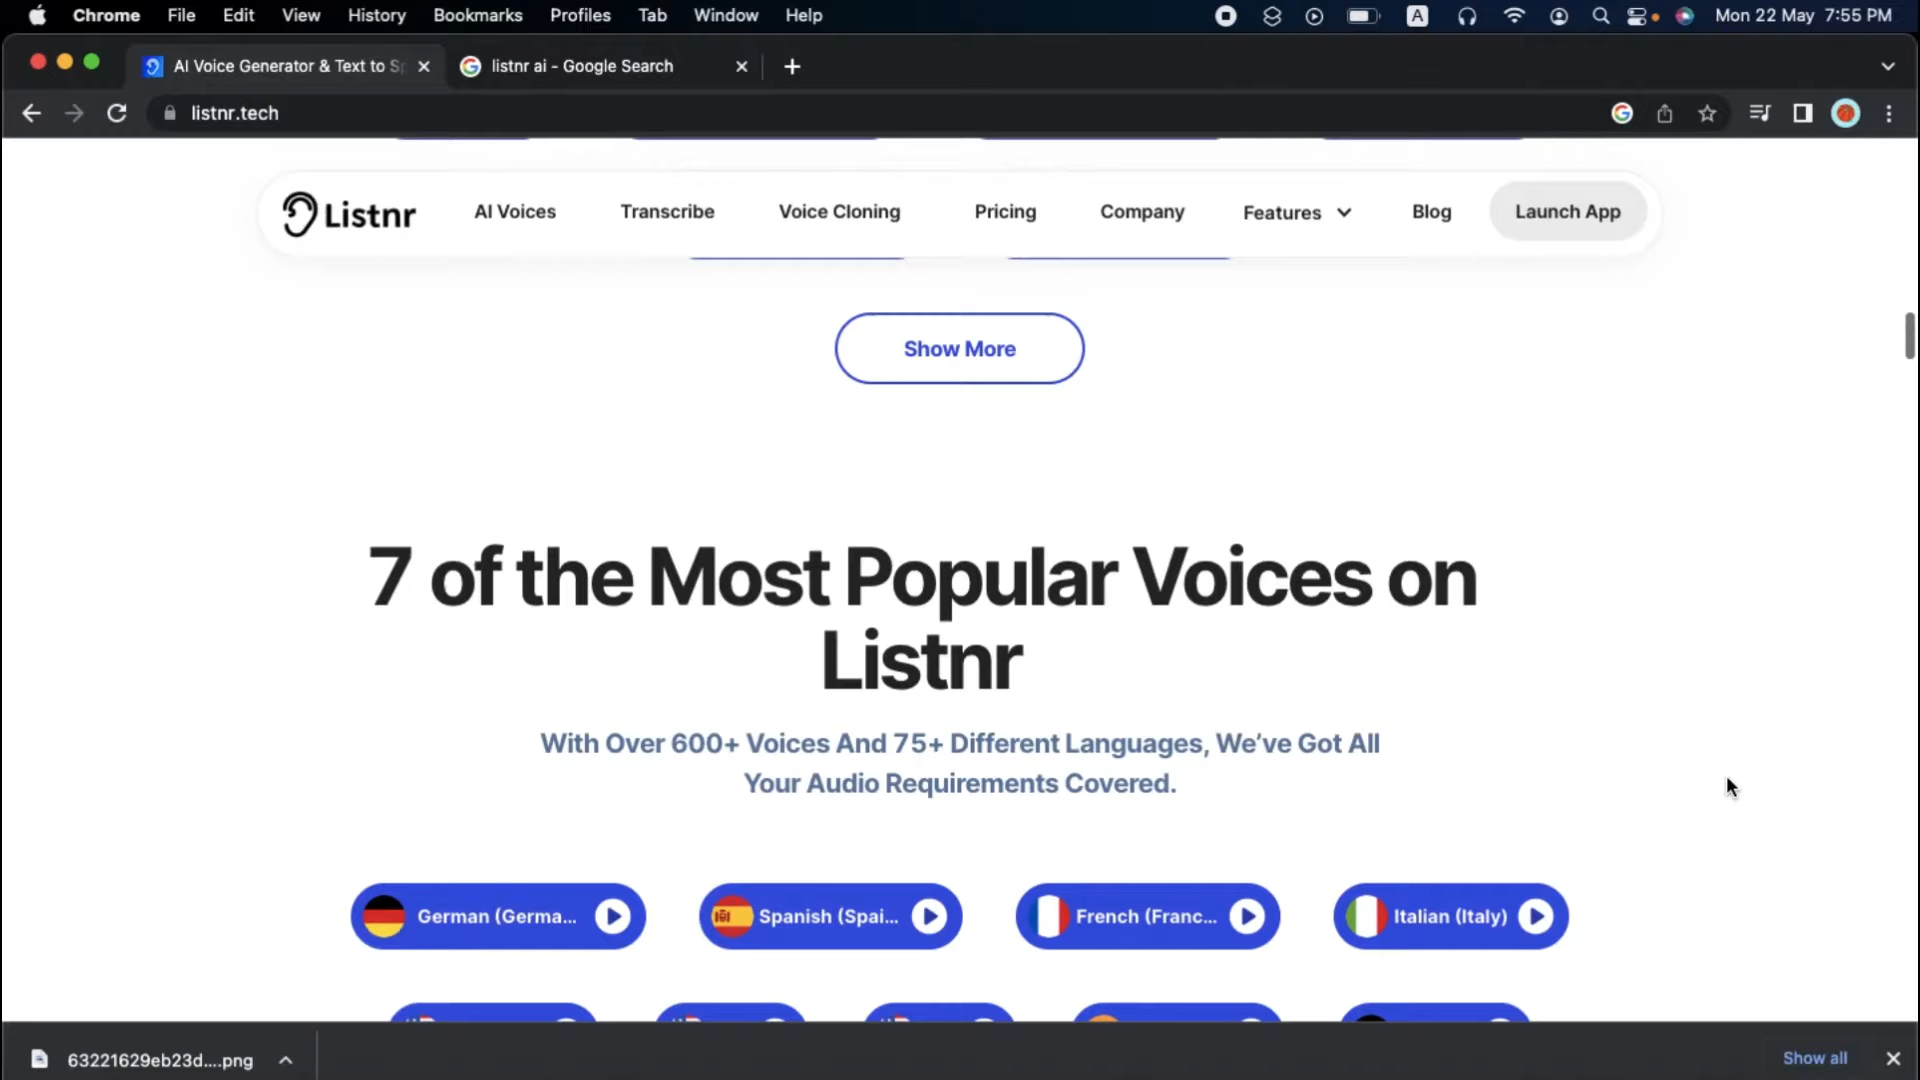 Chrome File Edit View History Bookmarks Profiles Tab Window Help
A Mon 22 May 7:55 PM
AI Voice Generator & Text to Sp
listnr ai - Google Search
listnr.tech
Listnr AI Voices Transcribe Voice Cloning Pricing Company Features Blog Launch App
Show More
7 of the Most Popular Voices on
Listnr
With Over 600+ Voices And 75+ Different Languages, We've Got All
Your Audio Requirements Covered.
German (Germa... Spanish (Spai... French (Franc... Italian (Italy)
63221629eb23d....png Show all